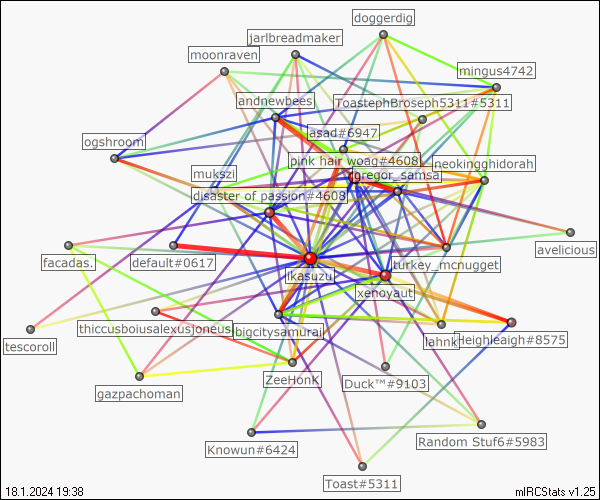 doggerdig
jarlbreadmaker
moonraven
mingus4742
andnewbees
ToastephBroseph5311#5311
asad#6947
ogshroom
pink hair woag#4608
neokingghidorah
mukszi
gregor_samsa
disaster of passion#4608
avelicious
facadas.
default#0617
turkey_mcnugget
lkasuzu
xenoyaut
thiccusboiusalexusjoneus
bigcitysamurai
lahnk
Heighleigh#8575
tescoroll
ZeeHonK
Duck™#9103
gazpachoman
Knowun#6424
Random Stuf6#5983
Toast#5311
18.1.2024 19:38
mIRCStats v1.25